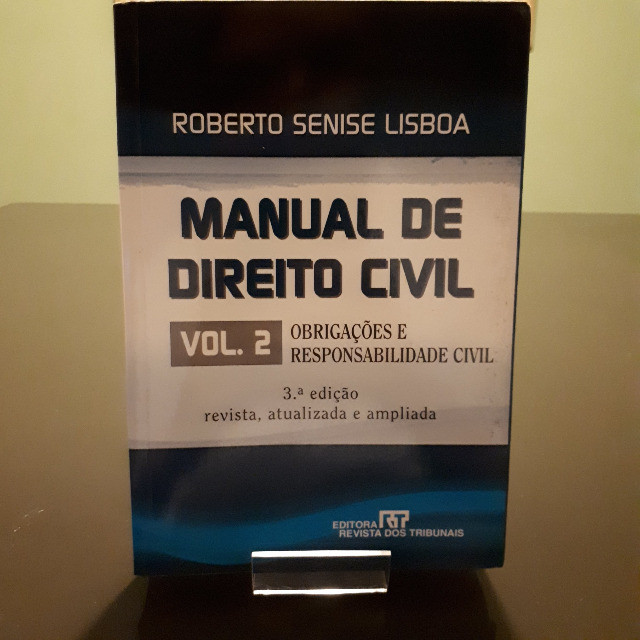 ROBERTO SENISE LISBOA
MANUAL DE
DIREITO CIVIL
VOL. 2
OBRIGAÇÕES E
RESPONSABILIDADE CIVIL
3.ª edição
revista, atualizada e ampliada
EDITORA RT
REVISTA DOS TRIBUNAIS